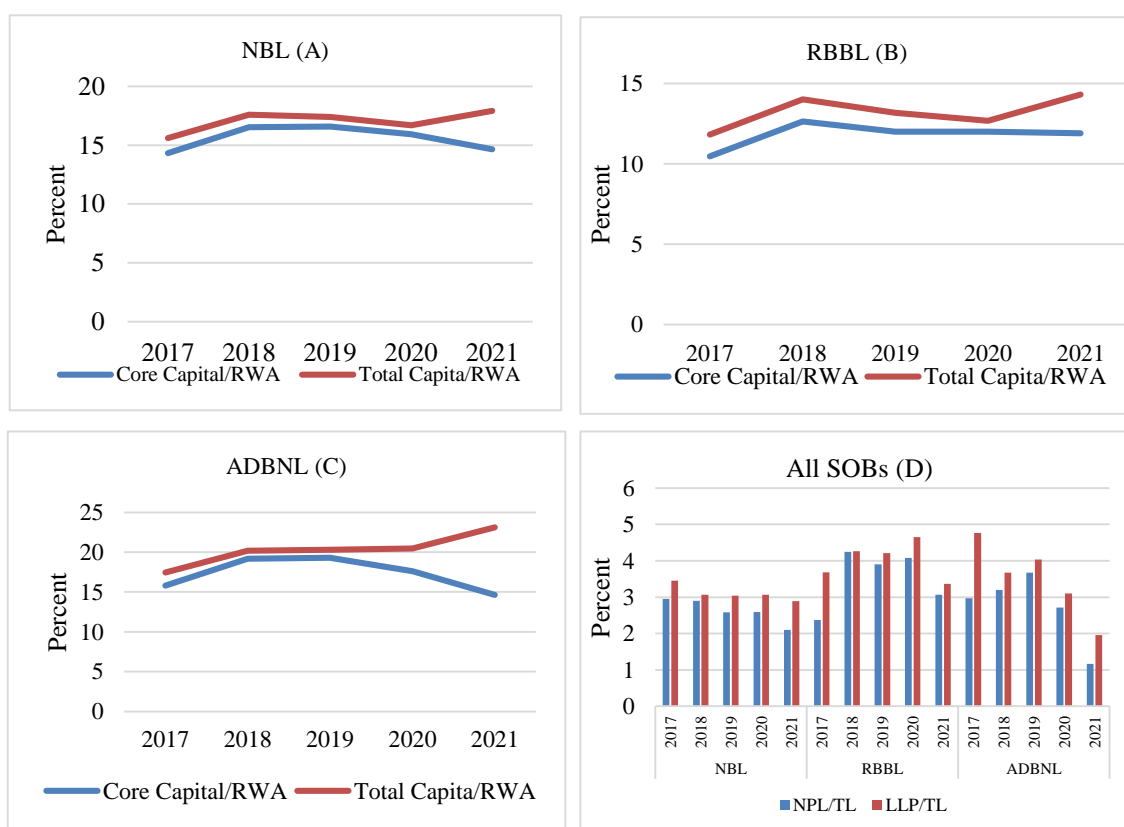 NBL (A)
20
15
10
5
0
Percent
2017 2018 2019 2020 2021
Core Capital/RWA Total Capita/RWA
RBBL (B)
15
10
5
0
Percent
2017 2018 2019 2020 2021
Core Capital/RWA Total Capita/RWA
ADBNL (C)
25
20
15
10
5
0
Percent
2017 2018 2019 2020 2021
Core Capital/RWA Total Capita/RWA
All SOBs (D)
6
5
4
3
2
1
0
Percent
2017 2018 2019 2020 2021 2017 2018 2019 2020 2021 2017 2018 2019 2020 2021
NBL RBBL ADBNL
NPL/TL LLP/TL